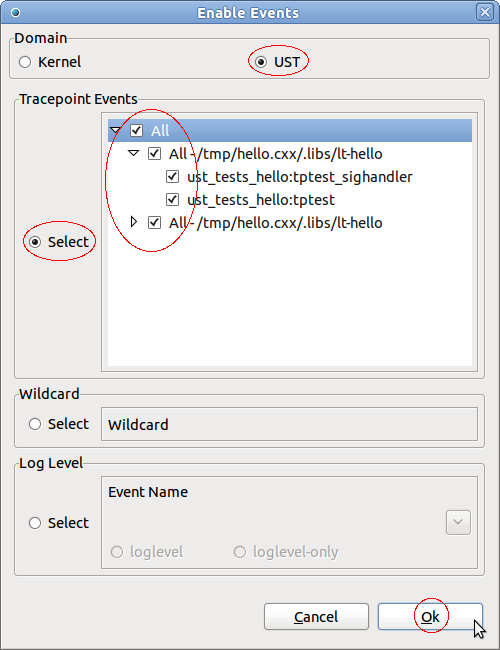 Enable Events
Domain
Kernel
UST
Tracepoint Events
All
All - /tmp/hello.cxx/.libs/lt-hello
ust_tests_hello:tptest_sighandler
ust_tests_hello:tptest
All - /tmp/hello.cxx/.libs/lt-hello
Select
Wildcard
Select
Wildcard
Log Level
Event Name
Select
loglevel
loglevel-only
Cancel
Ok